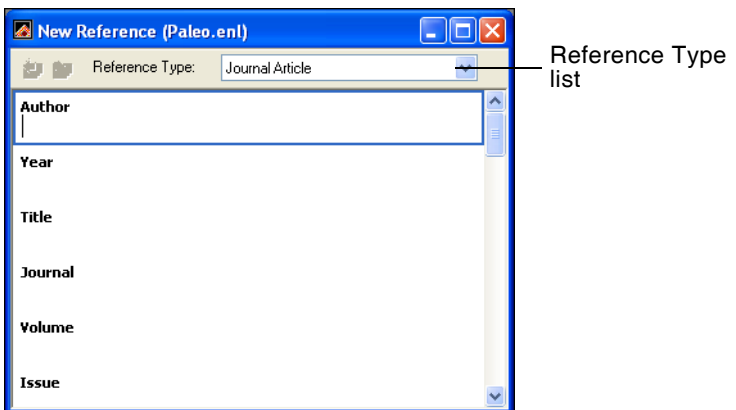 New Reference (Paleo.enl)
Reference Type: Journal Article
Reference Type
list
Author
Year
Title
Journal
Volume
Issue